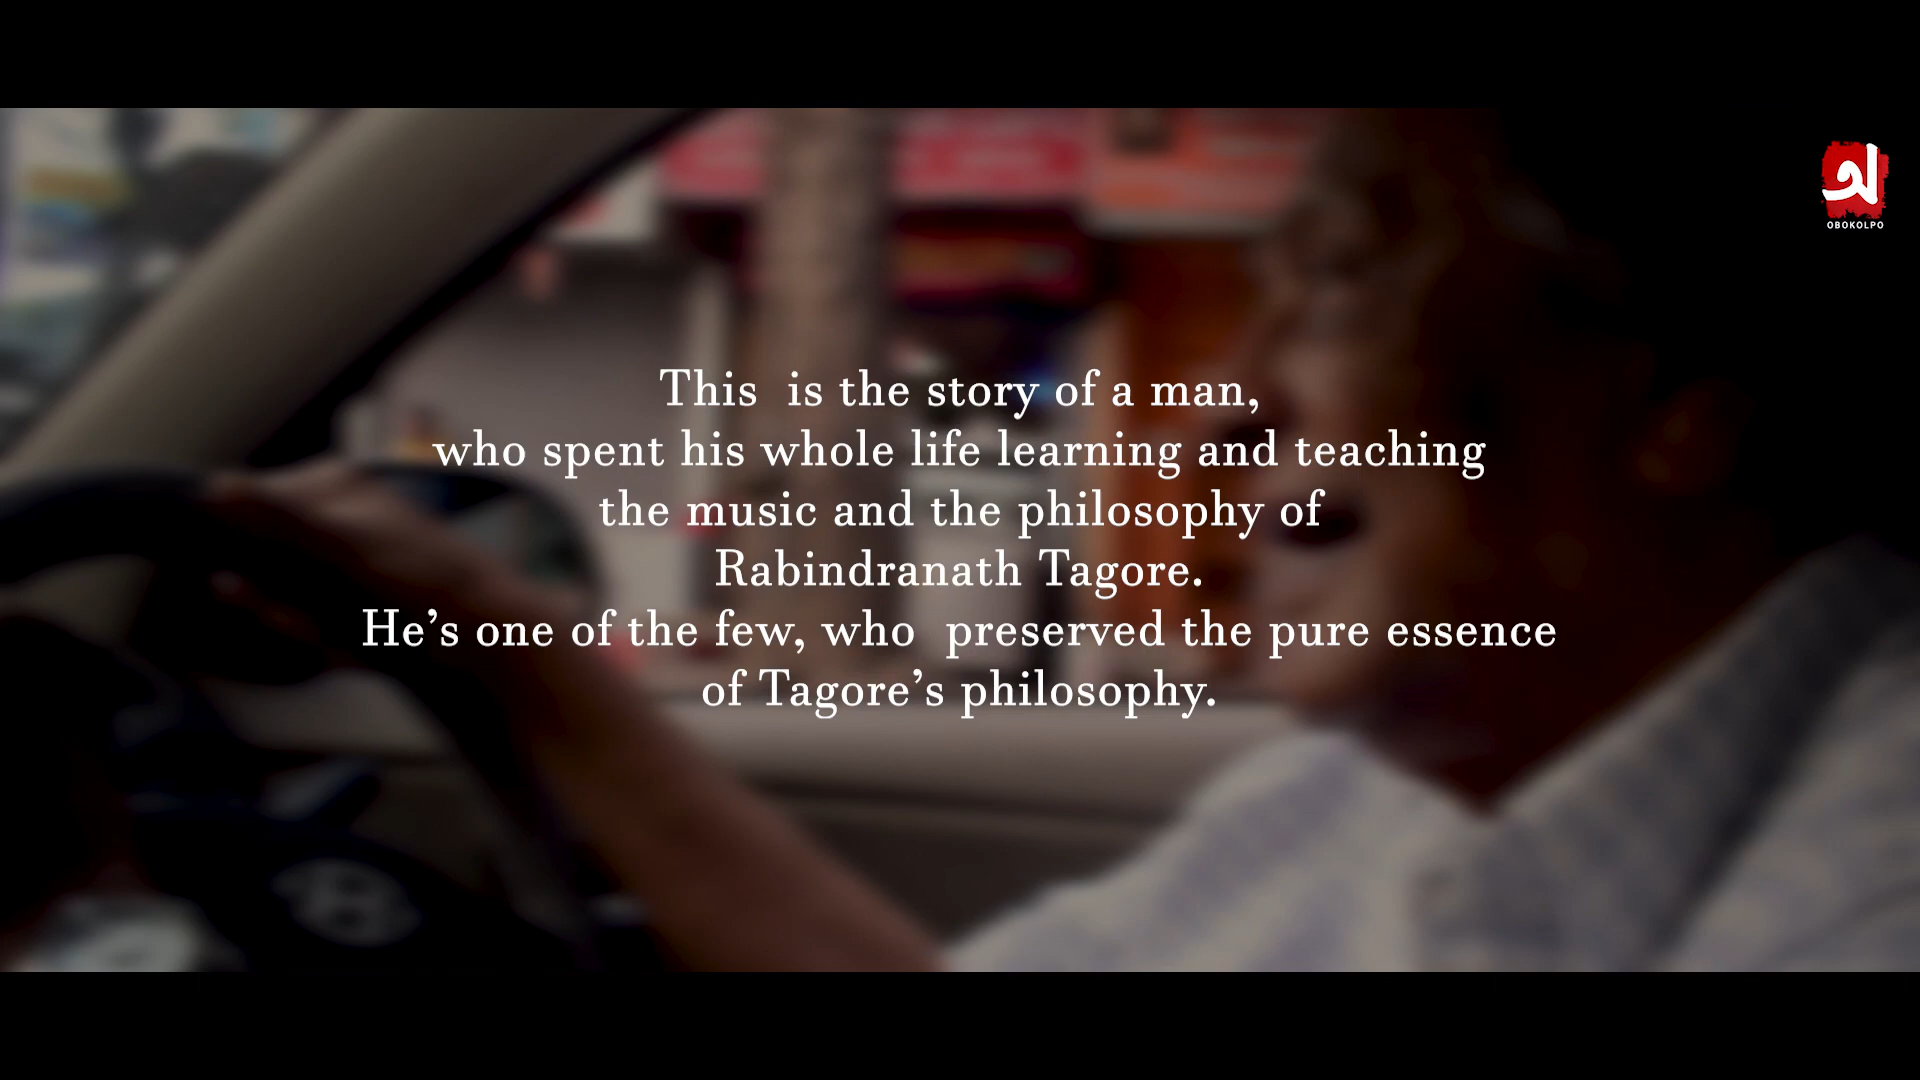 অ
OBOKOLPO
This  is the story of a man,
who spent his whole life learning and teaching
the music and the philosophy of
Rabindranath Tagore.
He’s one of the few, who  preserved the pure essence
of Tagore’s philosophy.